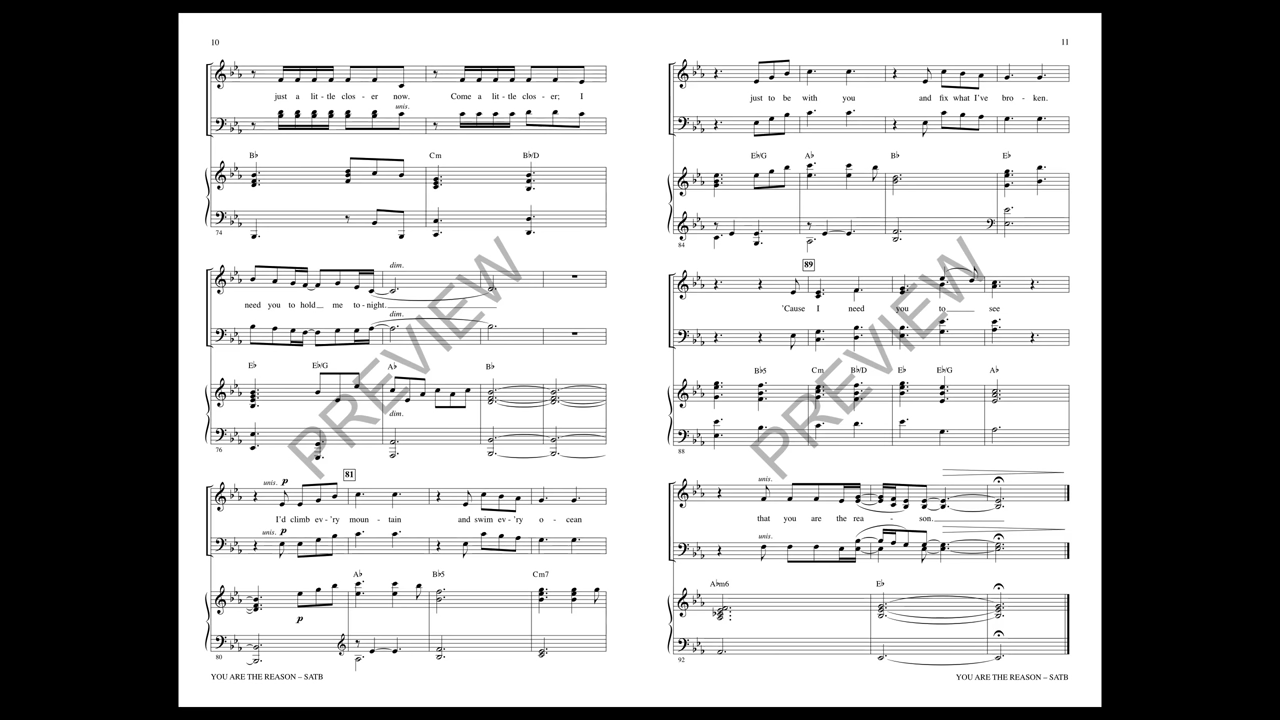 10
just a lit - tle clos - er now. Come a lit - tle clos - er; I
unis.
B♭ Cm B♭/D
74
dim.
need you to hold me to - night.
dim.
E♭ E♭/G A♭ B♭
dim.
76
unis. p 81
I'd climb ev - 'ry moun - tain and swim ev - 'ry o - cean
unis. p
A♭ B♭5 Cm7
p
80
YOU ARE THE REASON – SATB
11
just to be with you and fix what I've bro - ken.
E♭/G A♭ B♭ E♭
84
89
'Cause I need you to see
B♭5 Cm B♭/D E♭ E♭/G A♭
88
unis.
that you are the rea - son.
unis.
A♭m6 E♭
92
YOU ARE THE REASON – SATB
PREVIEW
PREVIEW